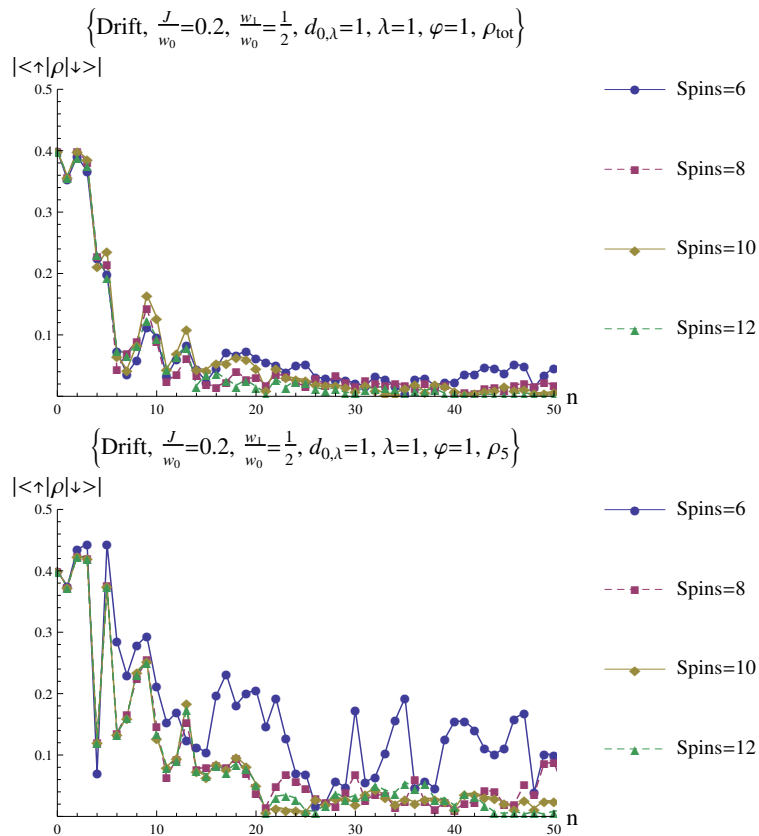 {Drift, J/w₀=0.2, w₁/w₀=1/2, d₀,λ=1, λ=1, φ=1, ρₜₒₜ}
|<↑|ρ|↓>|
0.5
0.4
0.3
0.2
0.1
0 10 20 30 40 50
n
Spins=6
Spins=8
Spins=10
Spins=12
{Drift, J/w₀=0.2, w₁/w₀=1/2, d₀,λ=1, λ=1, φ=1, ρ₅}
|<↑|ρ|↓>|
0.5
0.4
0.3
0.2
0.1
0 10 20 30 40 50
n
Spins=6
Spins=8
Spins=10
Spins=12